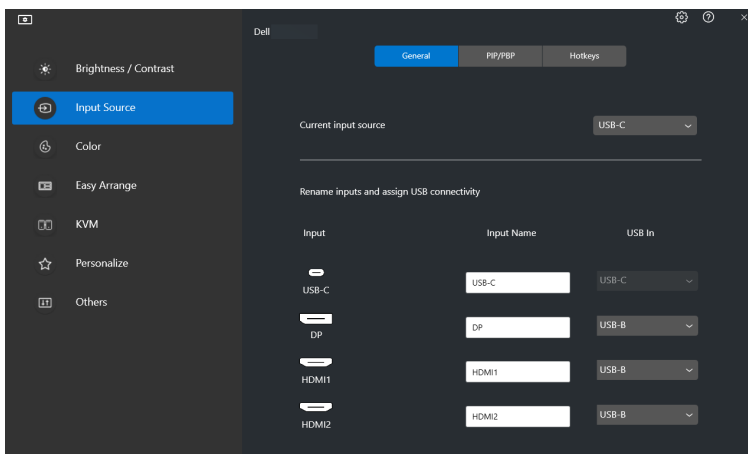 Dell
General PIP/PBP Hotkeys
Brightness / Contrast
Input Source
Color
Easy Arrange
KVM
Personalize
Others
Current input source USB-C
Rename inputs and assign USB connectivity
Input Input Name USB In
USB-C USB-C USB-C
DP DP USB-B
HDMI1 HDMI1 USB-B
HDMI2 HDMI2 USB-B